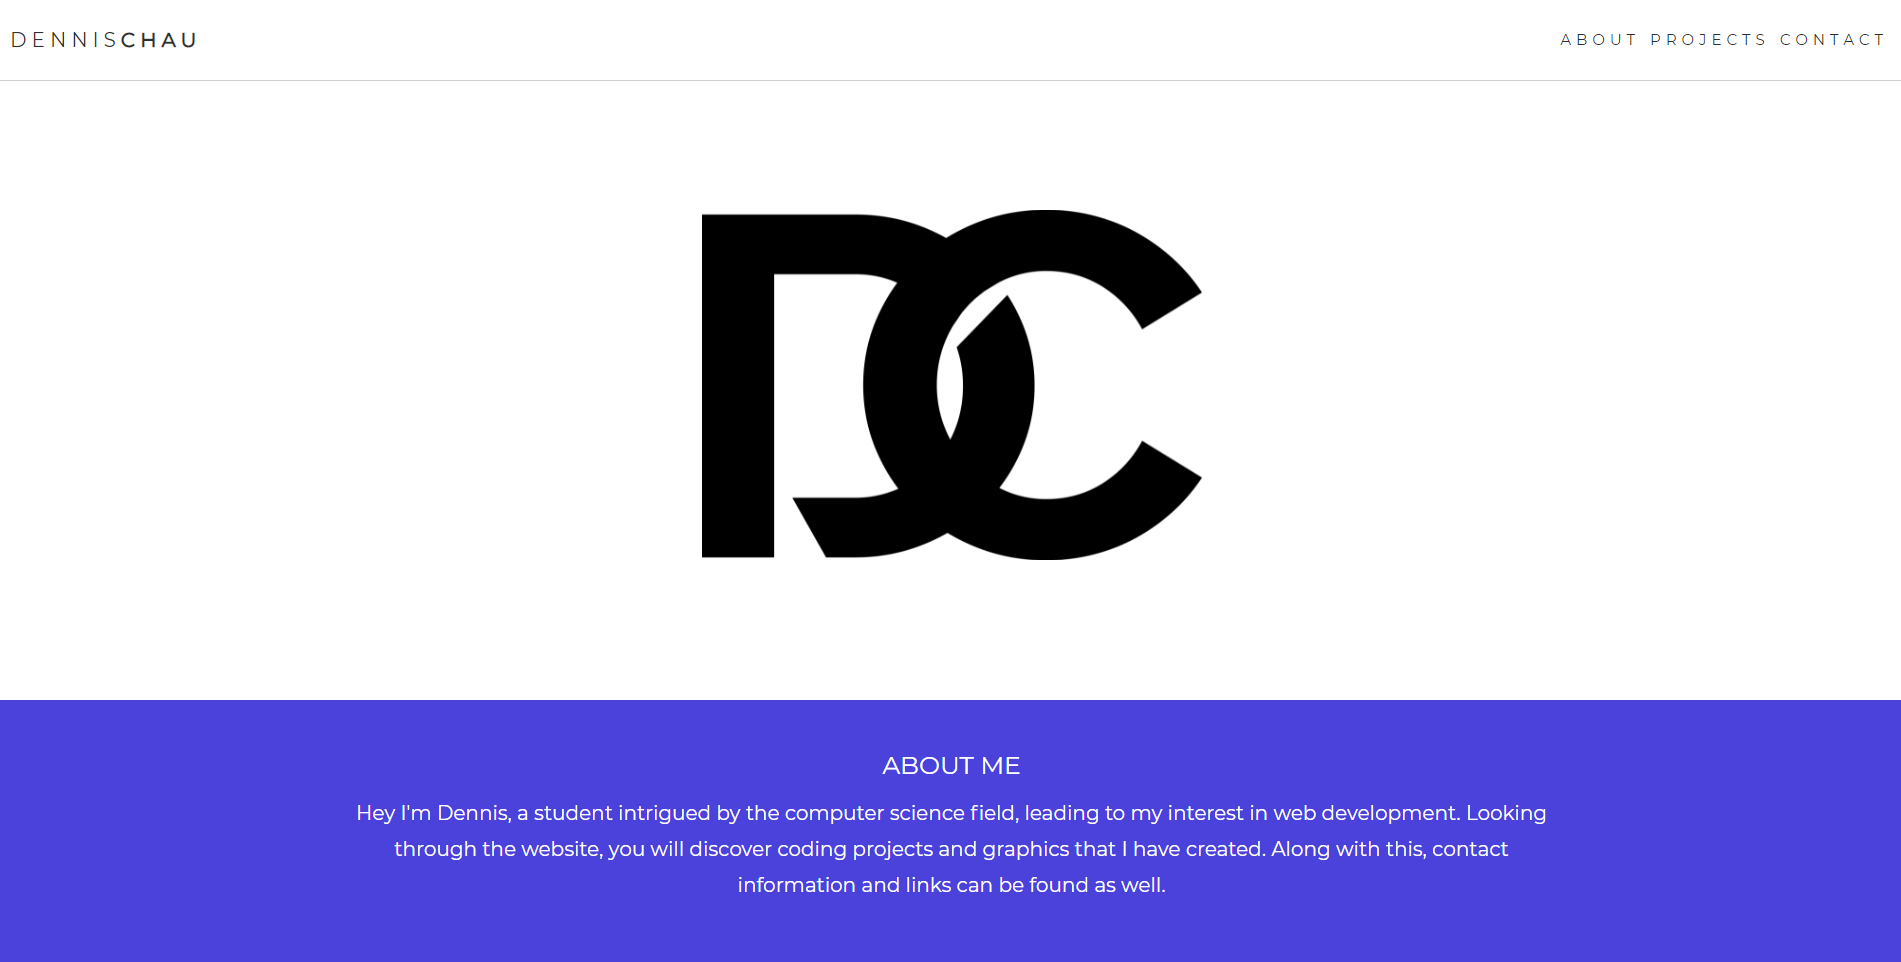 DENNISCHAU
ABOUT PROJECTS CONTACT
DC
ABOUT ME
Hey I'm Dennis, a student intrigued by the computer science field, leading to my interest in web development. Looking
through the website, you will discover coding projects and graphics that I have created. Along with this, contact
information and links can be found as well.